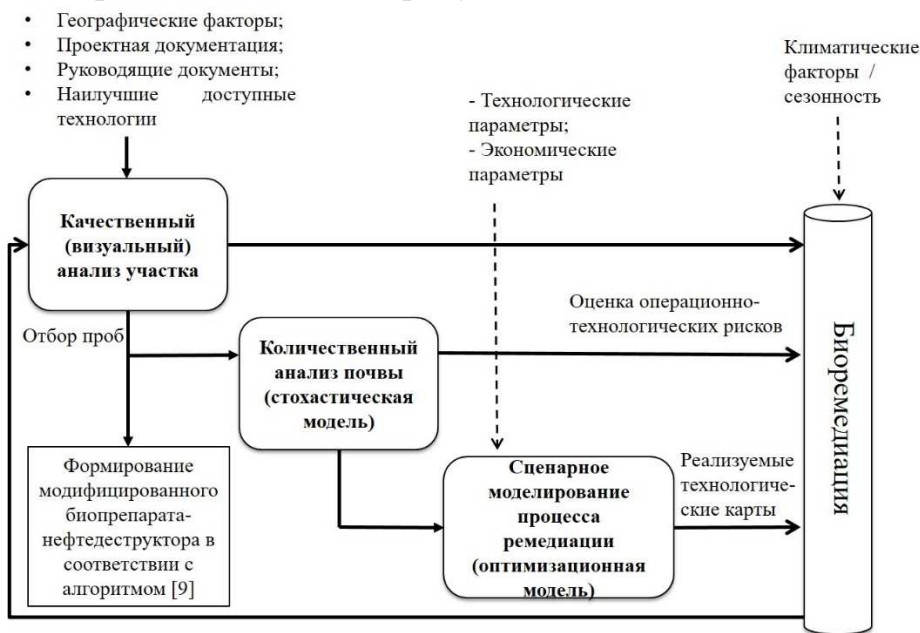 • Географические факторы;
• Проектная документация;
• Руководящие документы;
• Наилучшие доступные
технологии
Климатические
факторы /
сезонность
- Технологические
параметры;
- Экономические
параметры
Качественный
(визуальный)
анализ участка
Отбор проб
Оценка операционно-
технологических рисков
Количественный
анализ почвы
(стохастическая
модель)
Биоремедиация
Формирование
модифицированного
биопрепарата-
нефтедеструктора в
соответствии с
алгоритмом [9]
Сценарное
моделирование
процесса
ремедиации
(оптимизационная
модель)
Реализуемые
технологиче-
ские карты